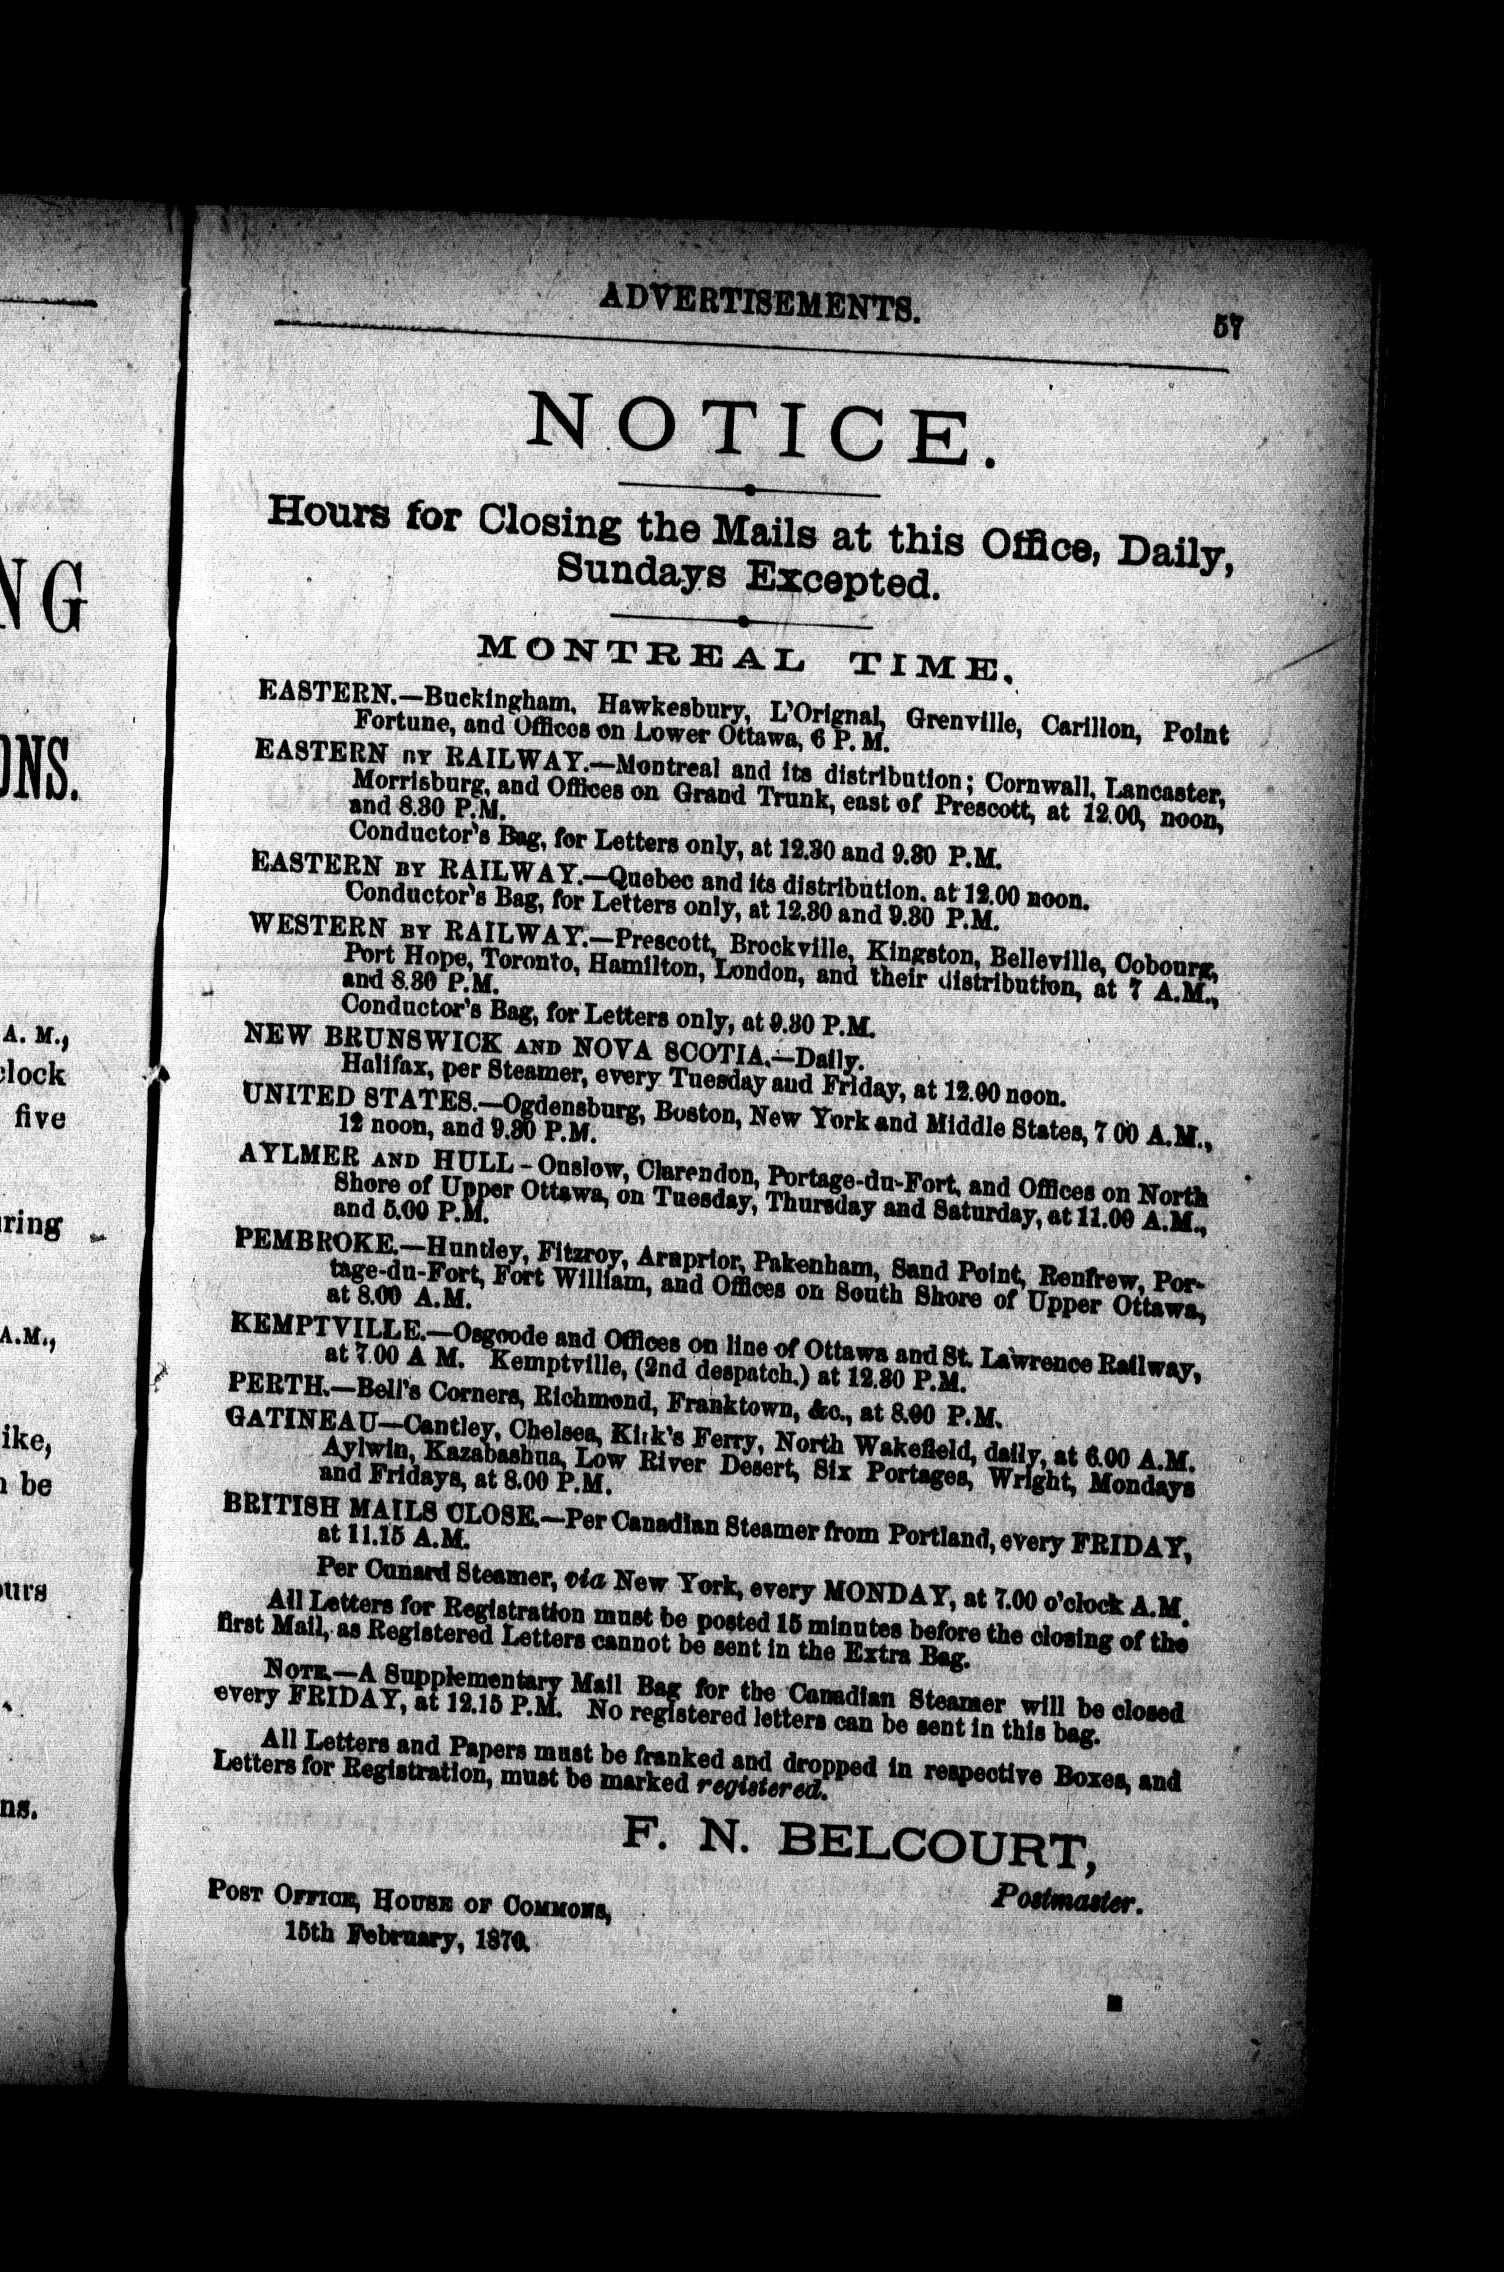 NG
ONS.
A. M.,
clock
five
ring
A.M.,
ike,
be
ours
ns.
ADVERTISEMENTS.
57
NOTICE.
Hours for Closing the Mails at this Office, Daily,
Sundays Excepted.
MONTREAL TIME.
EASTERN.—Buckingham, Hawkesbury, L'Orignal, Grenville, Carillon, Point
Fortune, and Offices on Lower Ottawa, 6 P. M.
EASTERN BY RAILWAY.—Montreal and its distribution; Cornwall, Lancaster,
Morrisburg, and Offices on Grand Trunk, east of Prescott, at 12.00, noon,
and 8.30 P.M.
Conductor's Bag, for Letters only, at 12.30 and 9.30 P.M.
EASTERN BY RAILWAY.—Quebec and its distribution. at 12.00 noon.
Conductor's Bag, for Letters only, at 12.30 and 9.30 P.M.
WESTERN BY RAILWAY.—Prescott, Brockville, Kingston, Belleville, Cobourg,
Port Hope, Toronto, Hamilton, London, and their distribution, at 7 A.M.,
and 8.30 P.M.
Conductor's Bag, for Letters only, at 9.30 P.M.
NEW BRUNSWICK AND NOVA SCOTIA.—Daily.
Halifax, per Steamer, every Tuesday and Friday, at 12.00 noon.
UNITED STATES.—Ogdensburg, Boston, New York and Middle States, 7 00 A.M.,
12 noon, and 9.30 P.M.
AYLMER AND HULL - Onslow, Clarendon, Portage-du-Fort, and Offices on North
Shore of Upper Ottawa, on Tuesday, Thursday and Saturday, at 11.00 A.M.,
and 5.00 P.M.
PEMBROKE.—Huntley, Fitzroy, Arnprior, Pakenham, Sand Point, Renfrew, Por-
tage-du-Fort, Fort William, and Offices on South Shore of Upper Ottawa,
at 8.00 A.M.
KEMPTVILLE.—Osgoode and Offices on line of Ottawa and St. Lawrence Railway,
at 7.00 A M. Kemptville, (2nd despatch.) at 12.30 P.M.
PERTH.—Bell's Corners, Richmond, Franktown, &c., at 8.00 P.M.
GATINEAU—Cantley, Chelsea, Kirk's Ferry, North Wakefield, daily, at 6.00 A.M.
Aylwin, Kazabashua, Low River Desert, Six Portages, Wright, Mondays
and Fridays, at 8.00 P.M.
BRITISH MAILS CLOSE.—Per Canadian Steamer from Portland, every FRIDAY,
at 11.15 A.M.
Per Cunard Steamer, via New York, every MONDAY, at 7.00 o'clock A.M.
All Letters for Registration must be posted 15 minutes before the closing of the
first Mail, as Registered Letters cannot be sent in the Extra Bag.
NOTE.—A Supplementary Mail Bag for the Canadian Steamer will be closed
every FRIDAY, at 12.15 P.M. No registered letters can be sent in this bag.
All Letters and Papers must be franked and dropped in respective Boxes, and
Letters for Registration, must be marked registered.
F. N. BELCOURT,
Postmaster.
POST OFFICE, HOUSE OF COMMONS,
15th February, 1870.